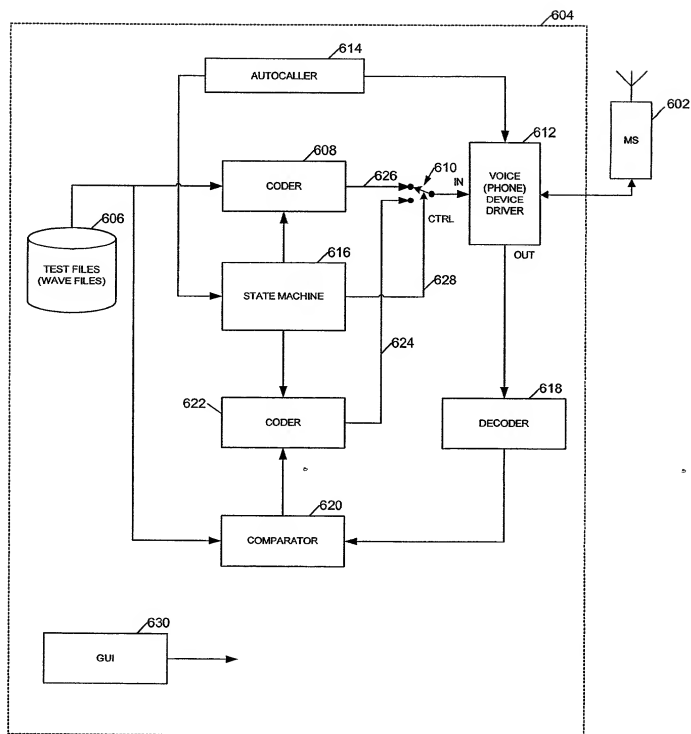 604
614
AUTOCALLER
602
MS
612
VOICE
(PHONE)
DEVICE
DRIVER
608
CODER
626
610
IN
CTRL
OUT
606
TEST FILES
(WAVE FILES)
616
STATE MACHINE
628
624
622
CODER
618
DECODER
620
COMPARATOR
630
GUI